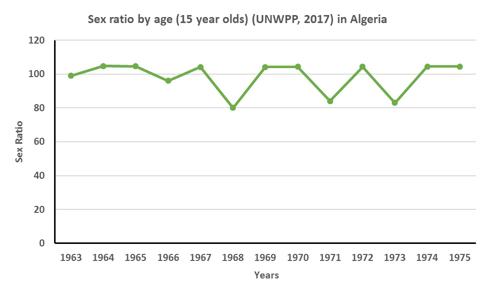 Sex ratio by age (15 year olds) (UNWPP, 2017) in Algeria
120
100
80
60
40
20
0
Sex Ratio
1963 1964 1965 1966 1967 1968 1969 1970 1971 1972 1973 1974 1975
Years